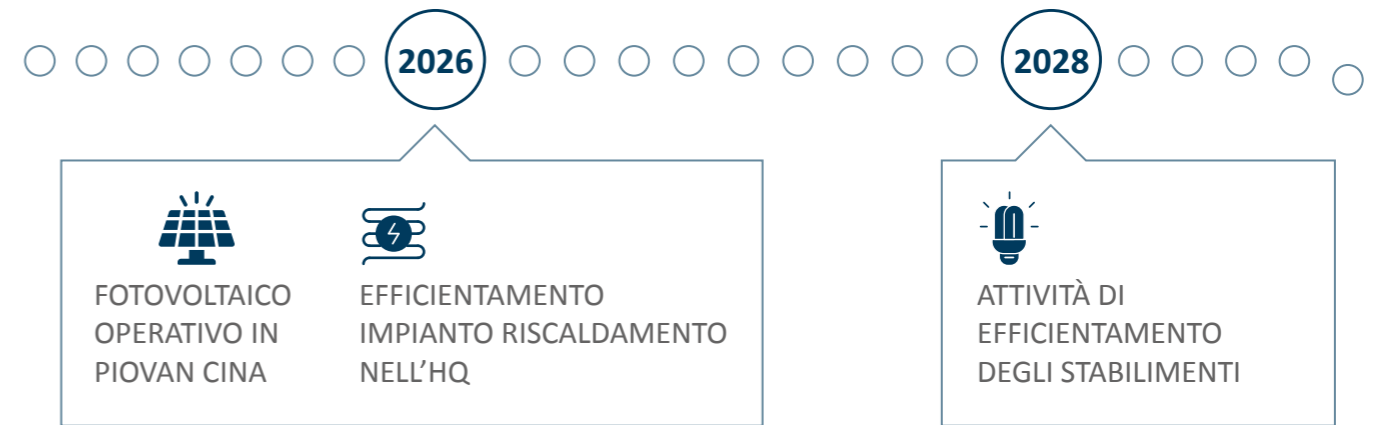 2026
2028
FOTOVOLTAICO
OPERATIVO IN
PIOVAN CINA
EFFICIENTAMENTO
IMPIANTO RISCALDAMENTO
NELL’HQ
ATTIVITÀ DI
EFFICIENTAMENTO
DEGLI STABILIMENTI